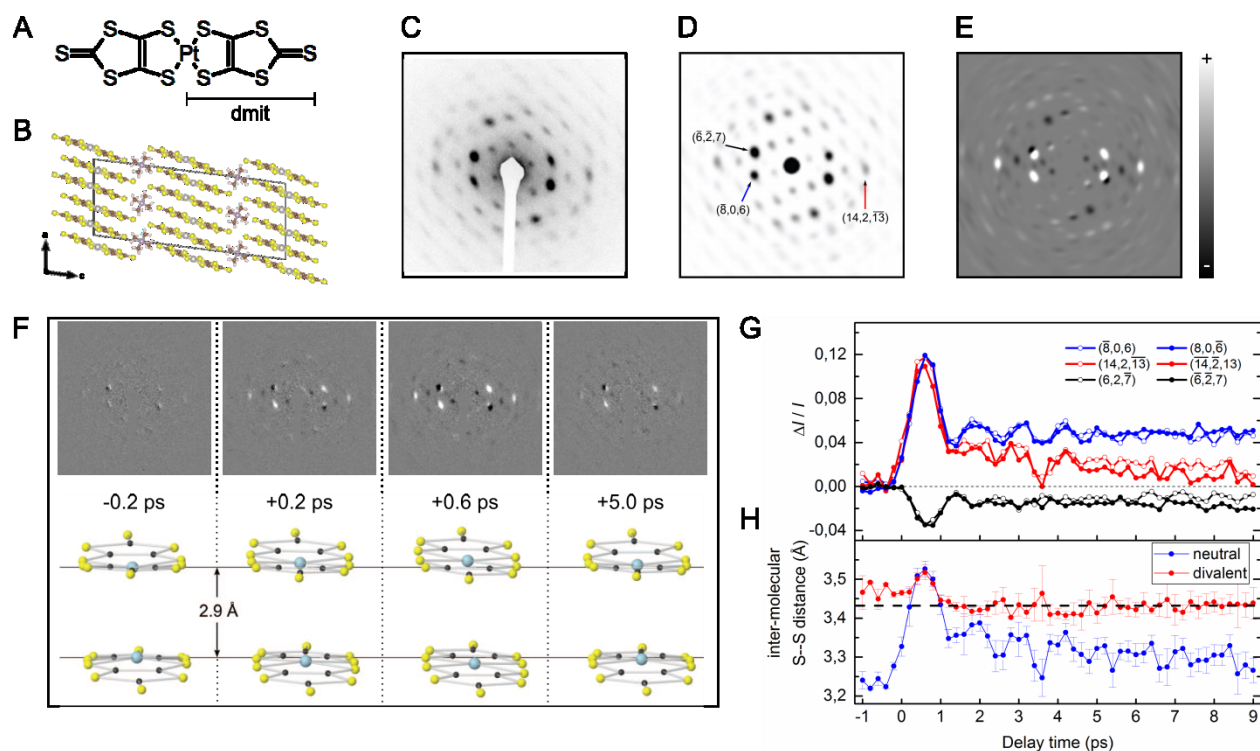 A
S S S S
S Pt S
S S S S
dmit
B
a
c
C
D
(6̅,2̅,7)
(8̅,0,6)
(14,2,1̅3̅)
E
+
-
F
-0.2 ps +0.2 ps +0.6 ps +5.0 ps
2.9 Å
G
(8̅,0,6) (8,0,6̅)
(14,2,1̅3̅) (1̅4̅,2̅,13)
(6,2,7̅) (6̅,2̅,7)
0,12
0,08
0,04
0,00
-0,04
ΔI / I
H
neutral
divalent
3,5
3,4
3,3
3,2
inter-molecular
S--S distance (Å)
-1 0 1 2 3 4 5 6 7 8 9
Delay time (ps)